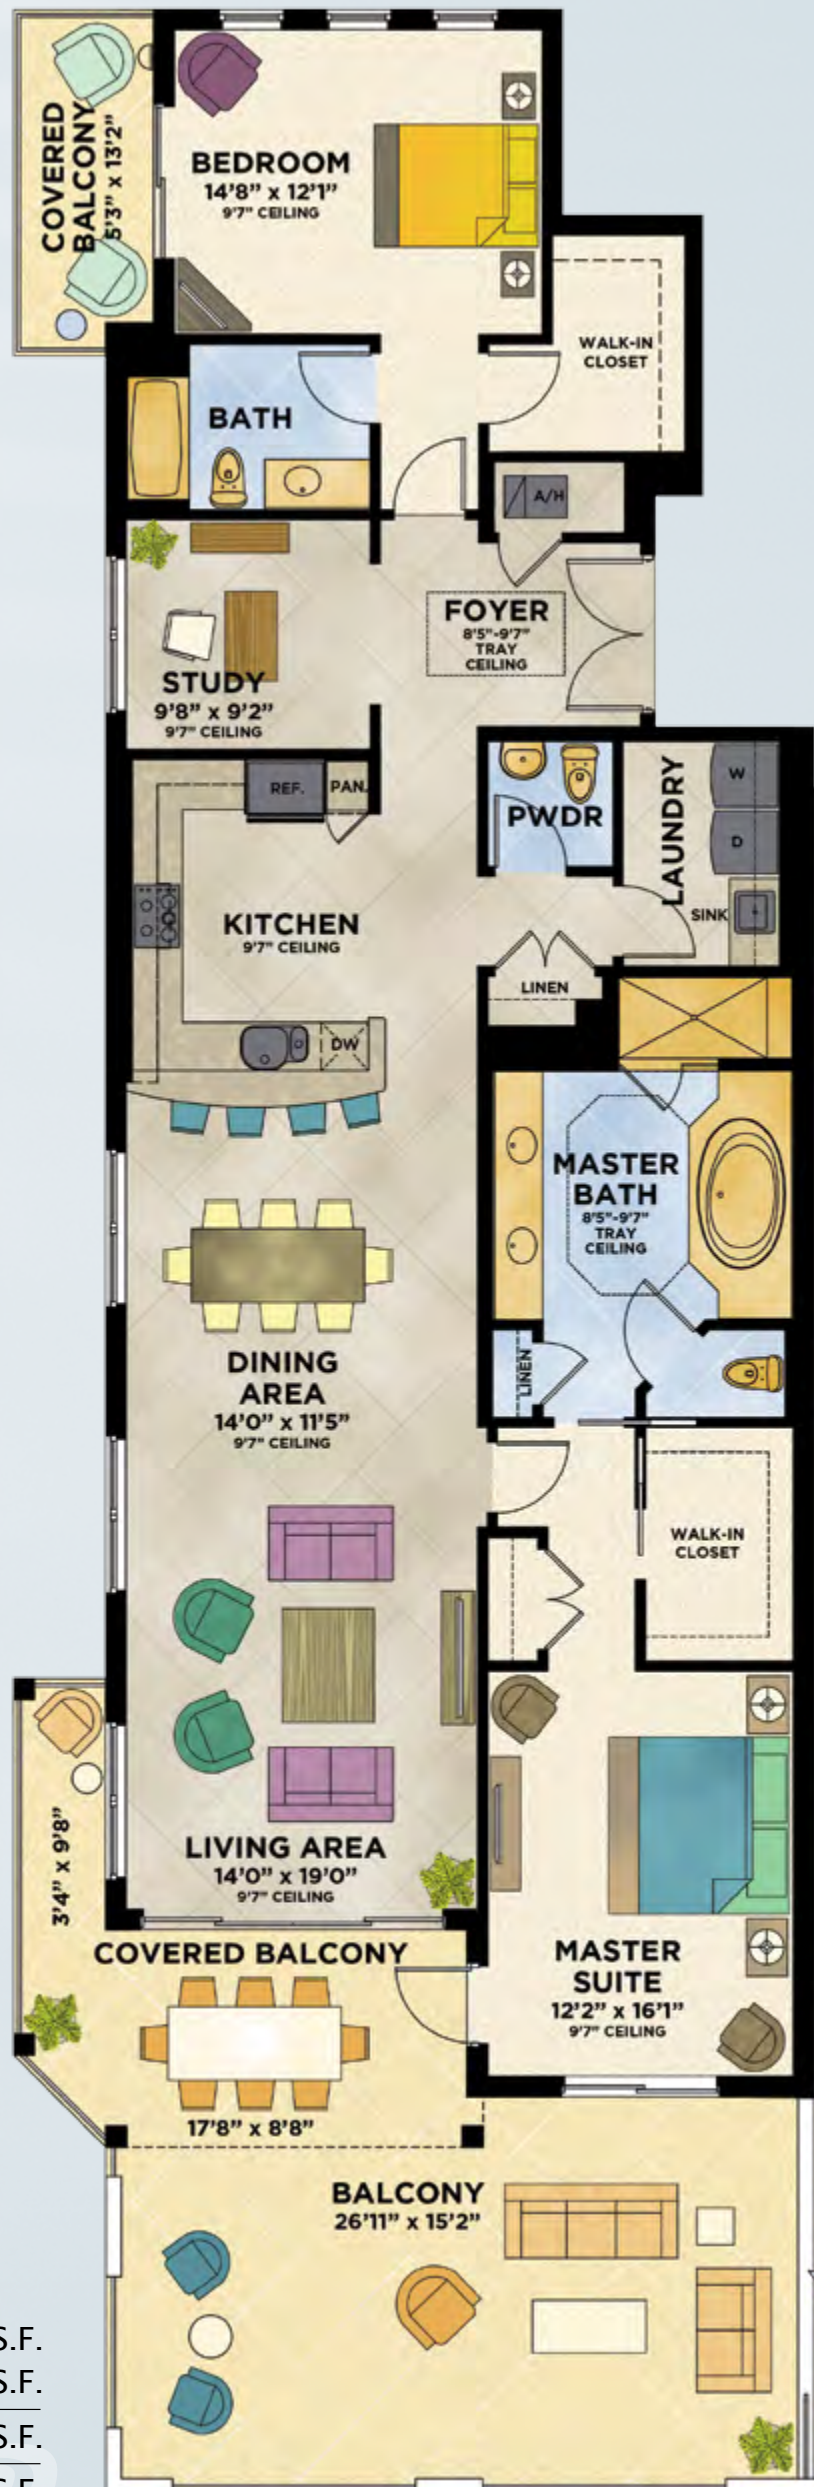 COVERED
BALCONY
5'3" x 13'2"
BEDROOM
14'8" x 12'1"
9'7" CEILING
WALK-IN
CLOSET
BATH
A/H
FOYER
8'5"-9'7"
TRAY
CEILING
STUDY
9'8" x 9'2"
9'7" CEILING
REF.
PAN.
PWDR
LAUNDRY
W
D
SINK
KITCHEN
9'7" CEILING
LINEN
DW
MASTER
BATH
8'5"-9'7"
TRAY
CEILING
LINEN
DINING
AREA
14'0" x 11'5"
9'7" CEILING
WALK-IN
CLOSET
LIVING AREA
14'0" x 19'0"
9'7" CEILING
3'4" x 9'8"
COVERED BALCONY
17'8" x 8'8"
MASTER
SUITE
12'2" x 16'1"
9'7" CEILING
BALCONY
26'11" x 15'2"
S.F.
S.F.
S.F.
S.F.